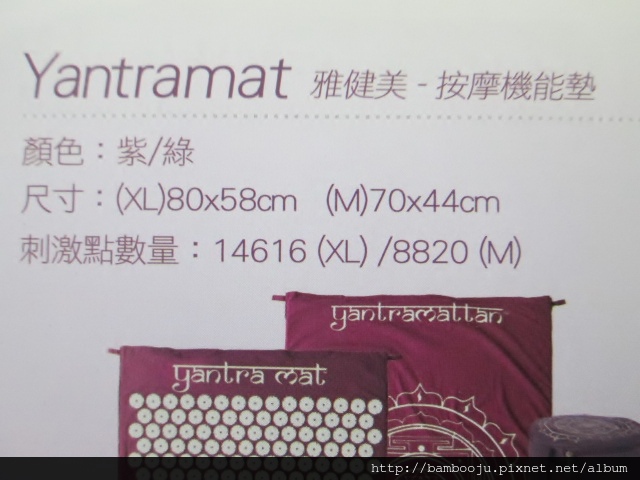 Yantramat 雅健美 - 按摩機能墊
顏色：紫/綠
尺寸：(XL)80x58cm (M)70x44cm
刺激點數量：14616 (XL) /8820 (M)
yantramattan
yantra mat
http://bambooju.pixnet.net/album